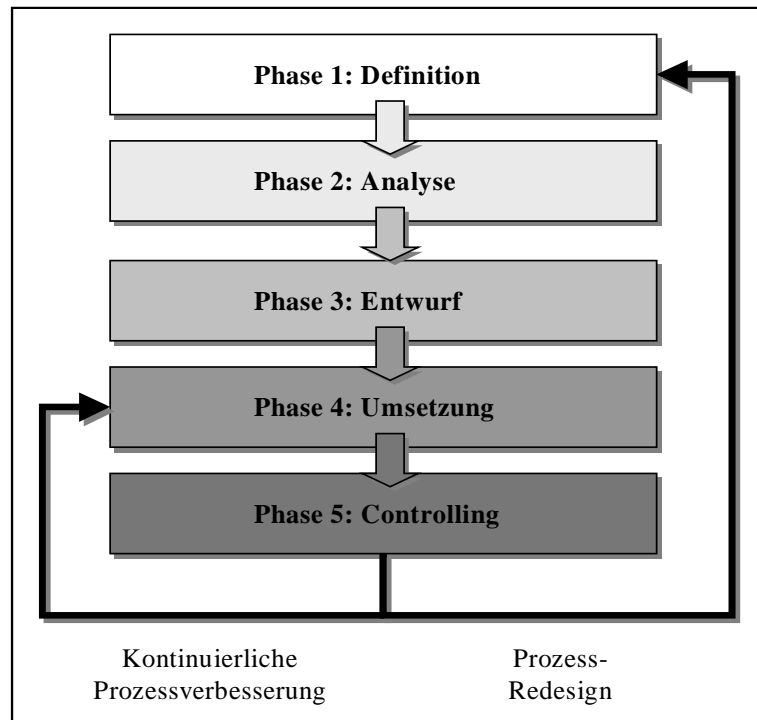 Phase 1: Definition
Phase 2: Analyse
Phase 3: Entwurf
Phase 4: Umsetzung
Phase 5: Controlling
Kontinuierliche
Prozessverbesserung
Prozess-
Redesign